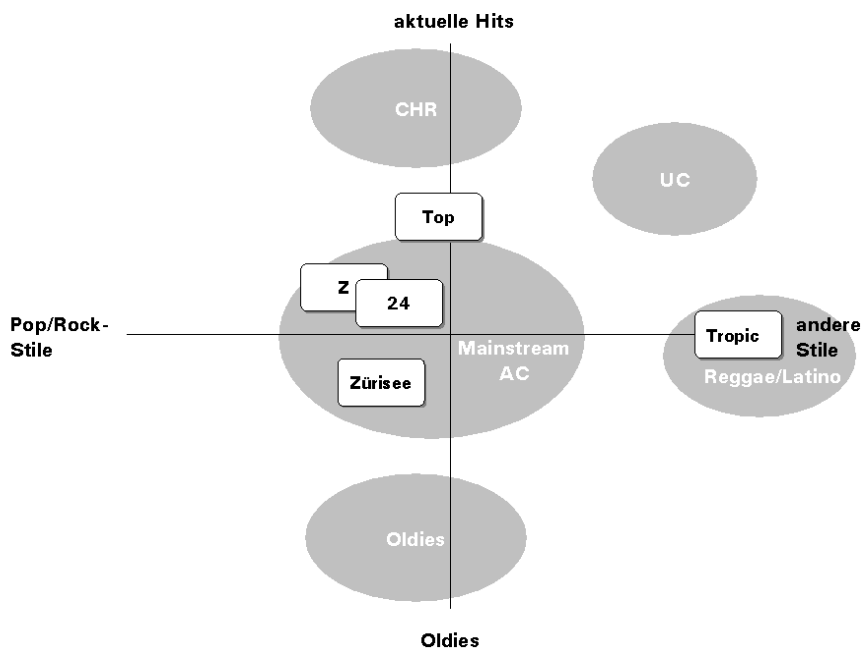 aktuelle Hits
CHR
UC
Top
Z
24
Pop/Rock-
Stile
Mainstream
AC
Tropic
andere
Stile
Reggae/Latino
Zürisee
Oldies
Oldies